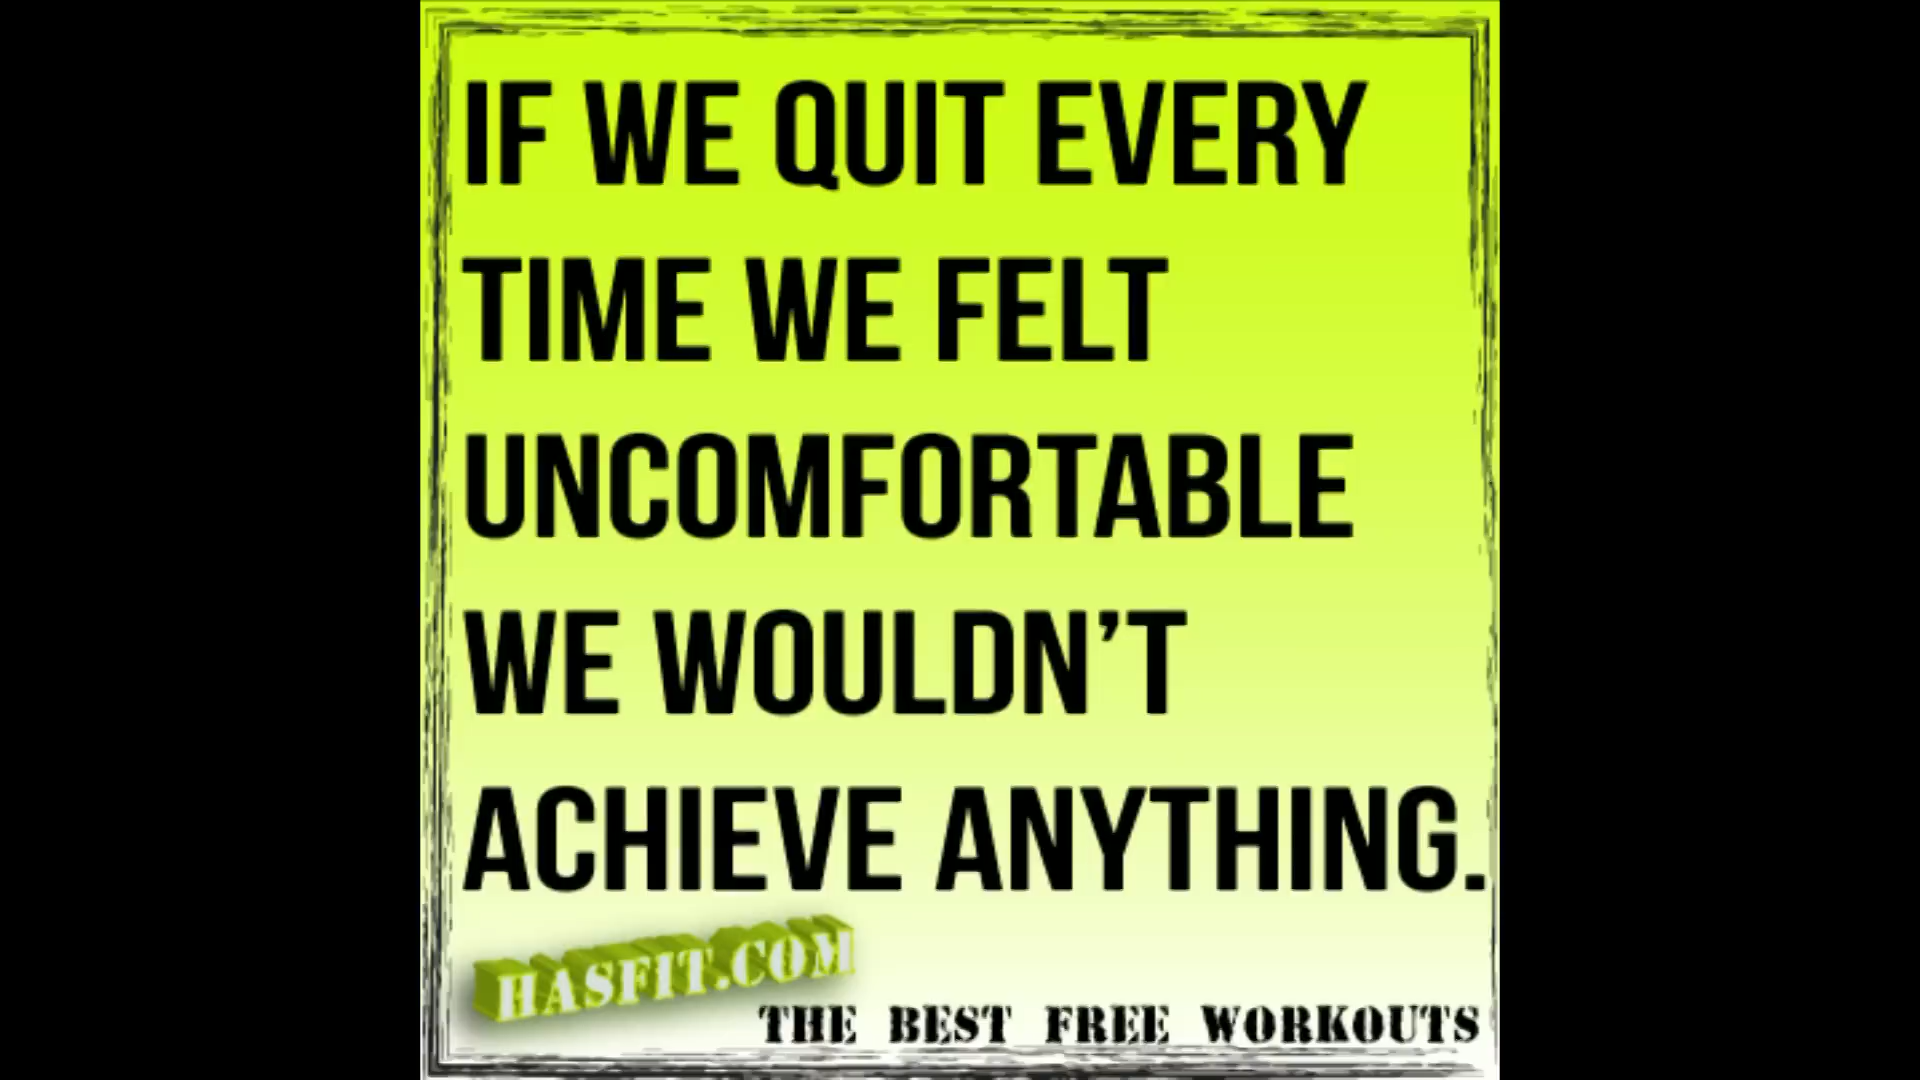 IF WE QUIT EVERY
TIME WE FELT
UNCOMFORTABLE
WE WOULDN’T
ACHIEVE ANYTHING.
HASFIT.COM
THE BEST FREE WORKOUTS